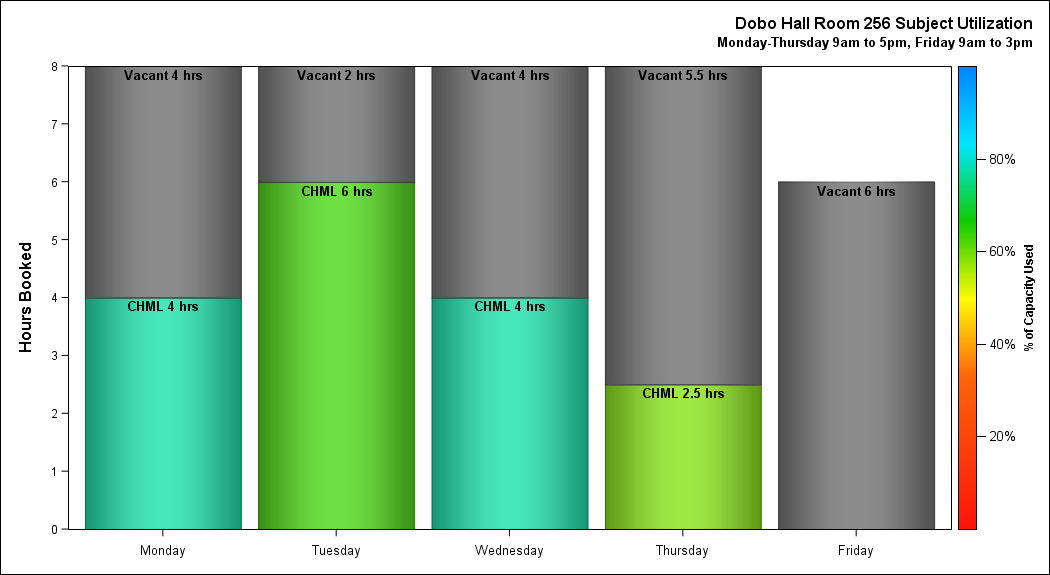 Dobo Hall Room 256 Subject Utilization
Monday-Thursday 9am to 5pm, Friday 9am to 3pm
Hours Booked
8
7
6
5
4
3
2
1
0
Vacant 4 hrs
CHML 4 hrs
Vacant 2 hrs
CHML 6 hrs
Vacant 4 hrs
CHML 4 hrs
Vacant 5.5 hrs
CHML 2.5 hrs
Vacant 6 hrs
Monday
Tuesday
Wednesday
Thursday
Friday
80%
60%
40%
20%
% of Capacity Used